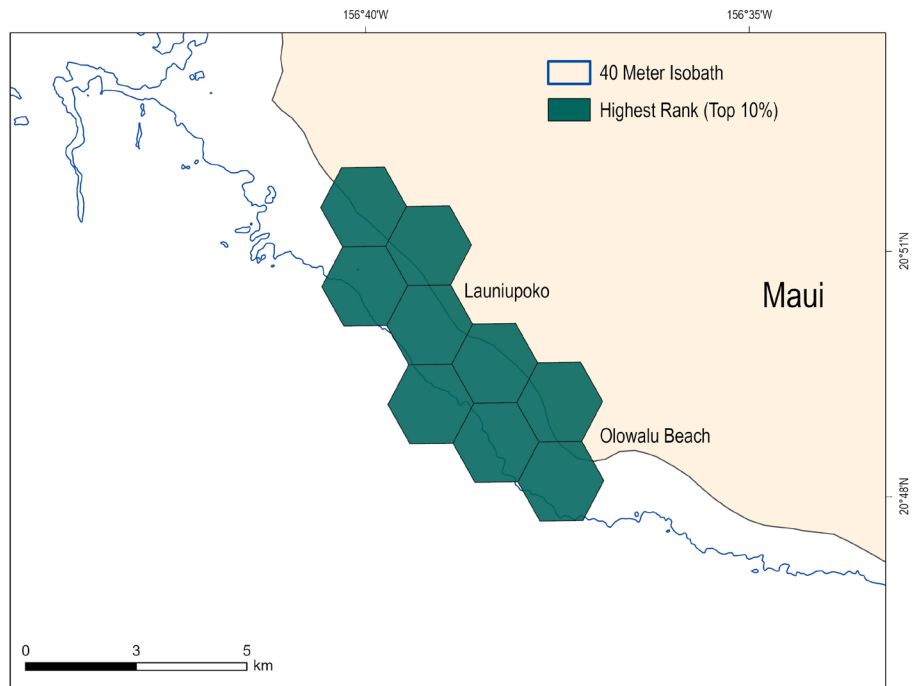 156°40'W
156°35'W
40 Meter Isobath
Highest Rank (Top 10%)
20°51'N
Launiupoko
Maui
Olowalu Beach
20°48'N
0 3 5
km